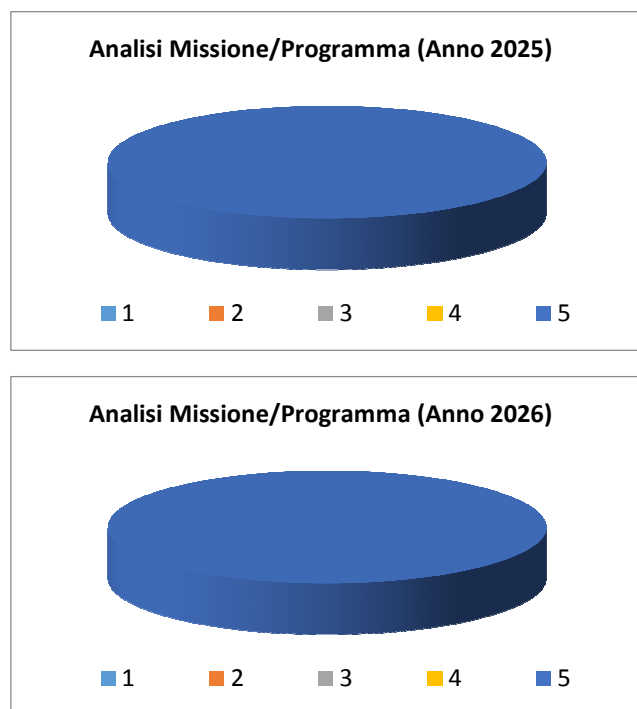 Analisi Missione/Programma (Anno 2025)
1 2 3 4 5
Analisi Missione/Programma (Anno 2026)
1 2 3 4 5